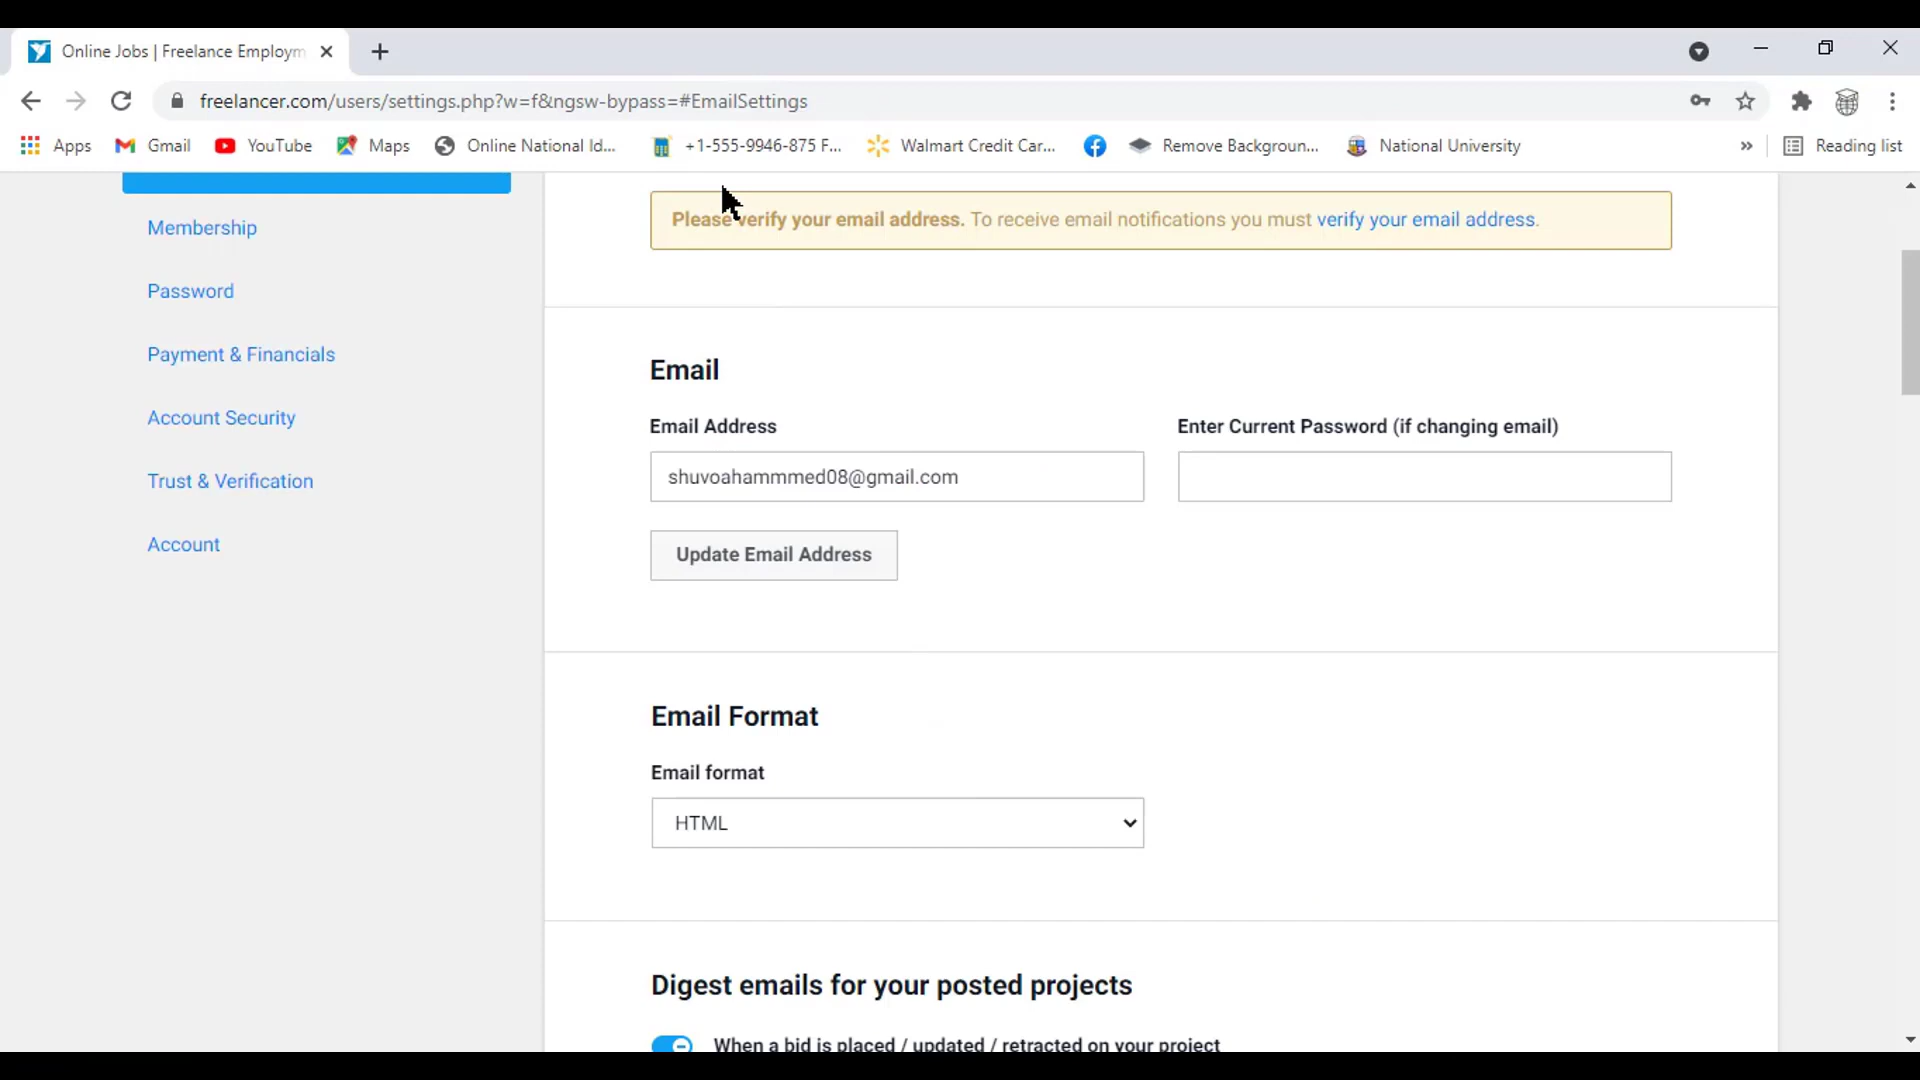 Online Jobs | Freelance Employm
freelancer.com/users/settings.php?w=f&ngsw-bypass=#EmailSettings
Apps Gmail YouTube Maps Online National Id... +1-555-9946-875 F... Walmart Credit Car... Remove Backgroun... National University » Reading list
Please verify your email address. To receive email notifications you must verify your email address.
Membership
Password
Payment & Financials
Account Security
Trust & Verification
Account
Email
Email Address Enter Current Password (if changing email)
shuvoahammmed08@gmail.com
Update Email Address
Email Format
Email format
HTML
Digest emails for your posted projects
When a bid is placed / updated / retracted on your project